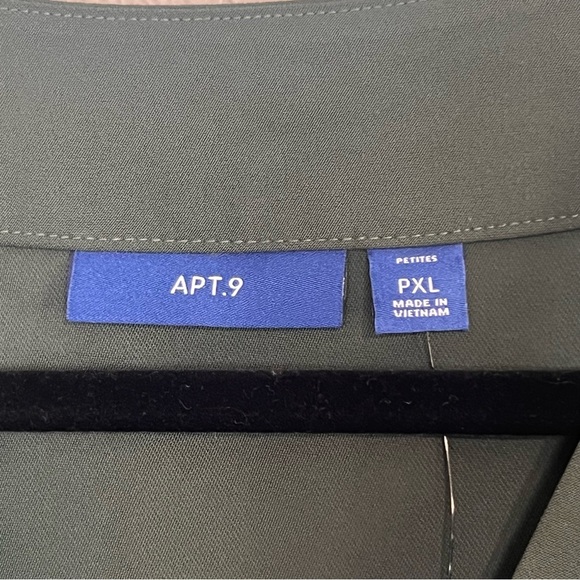 APT.9
PETITES
PXL
MADE IN
VIETNAM